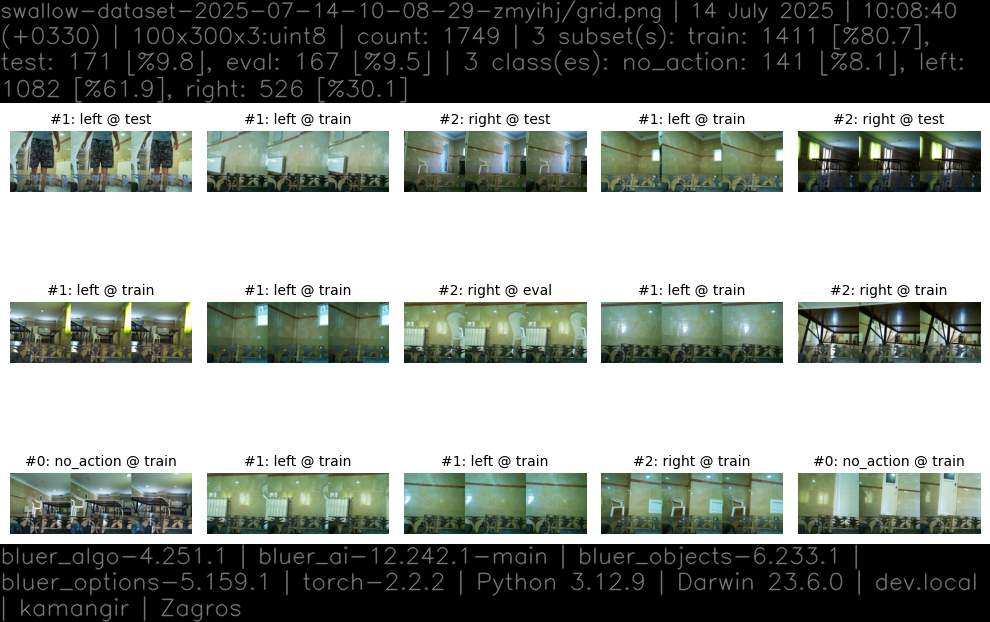 swallow-dataset-2025-07-14-10-08-29-zmyihj/grid.png | 14 July 2025 | 10:08:40
(+0330) | 100x300x3:uint8 | count: 1749 | 3 subset(s): train: 1411 [%80.7],
test: 171 [%9.8], eval: 167 [%9.5] | 3 class(es): no_action: 141 [%8.1], left:
1082 [%61.9], right: 526 [%30.1]
#1: left @ test
#1: left @ train
#2: right @ test
#1: left @ train
#2: right @ test
#1: left @ train
#1: left @ train
#2: right @ eval
#1: left @ train
#2: right @ train
#0: no_action @ train
#1: left @ train
#1: left @ train
#2: right @ train
#0: no_action @ train
bluer_algo-4.251.1 | bluer_ai-12.242.1-main | bluer_objects-6.233.1 |
bluer_options-5.159.1 | torch-2.2.2 | Python 3.12.9 | Darwin 23.6.0 | dev.local
| kamangir | Zagros